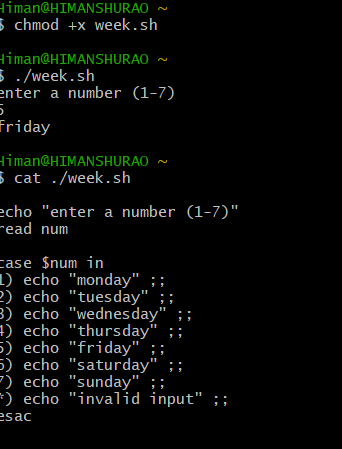 Himan@HIMANSHURAO ~
$ chmod +x week.sh
Himan@HIMANSHURAO ~
$ ./week.sh
enter a number (1-7)
5
friday
Himan@HIMANSHURAO ~
$ cat ./week.sh
echo "enter a number (1-7)"
read num
case $num in
1) echo "monday" ;;
2) echo "tuesday" ;;
3) echo "wednesday" ;;
4) echo "thursday" ;;
5) echo "friday" ;;
6) echo "saturday" ;;
7) echo "sunday" ;;
*) echo "invalid input" ;;
esac